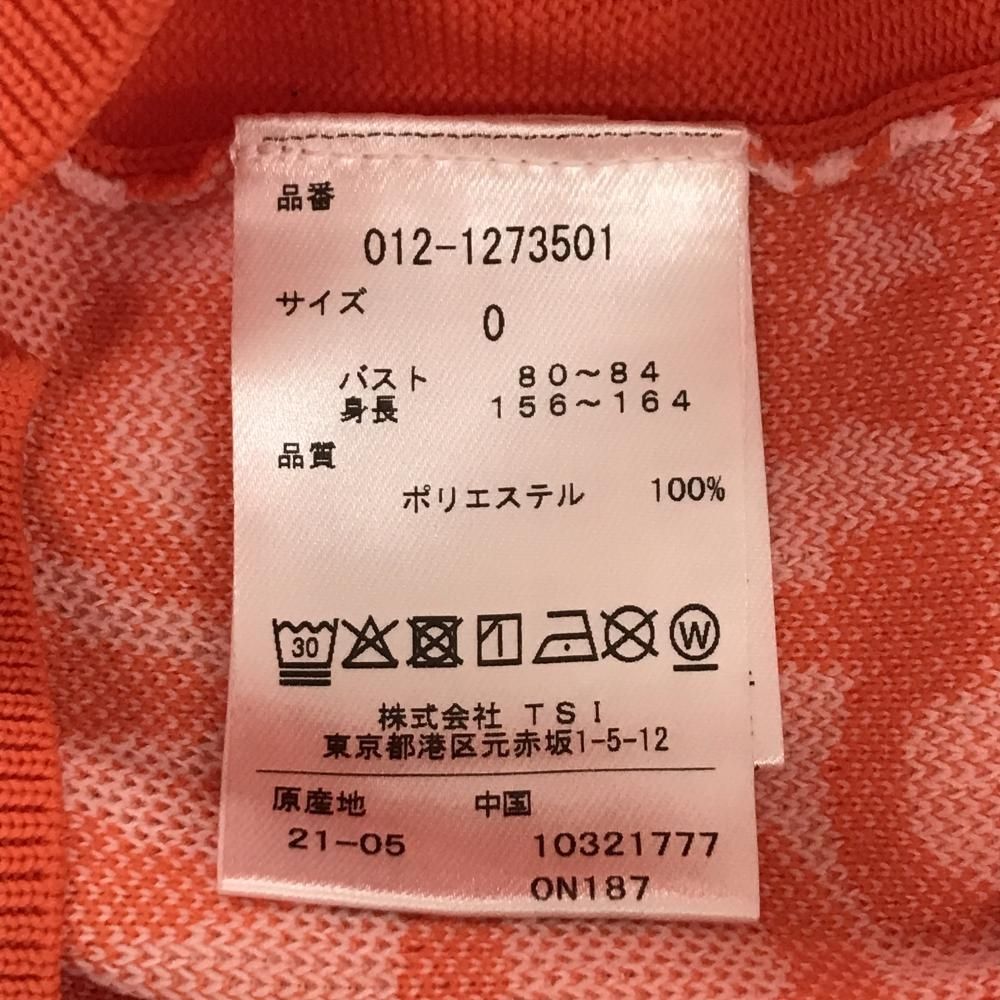 品番
012-1273501
サイズ
0
バスト 80～84
身長 156～164
品質
ポリエステル 100%
30 W
株式会社 TSI
東京都港区元赤坂1-5-12
原産地 中国
21-05 10321777
0N187